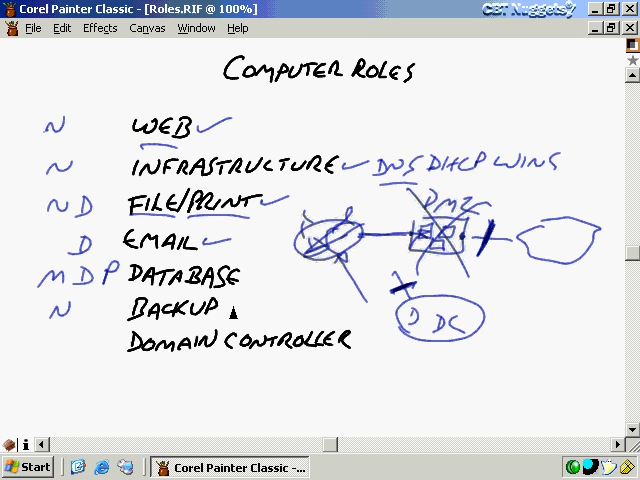 Corel Painter Classic - [Roles.RIF @ 100%]
CBT Nuggets
File Edit Effects Canvas Window Help
COMPUTER ROLES
N WEB
N INFRASTRUCTURE DNS DHCP WINS
N D FILE/PRINT DMZ
D EMAIL
M D P DATABASE
N BACKUP D DC
DOMAIN CONTROLLER
Start Corel Painter Classic -...